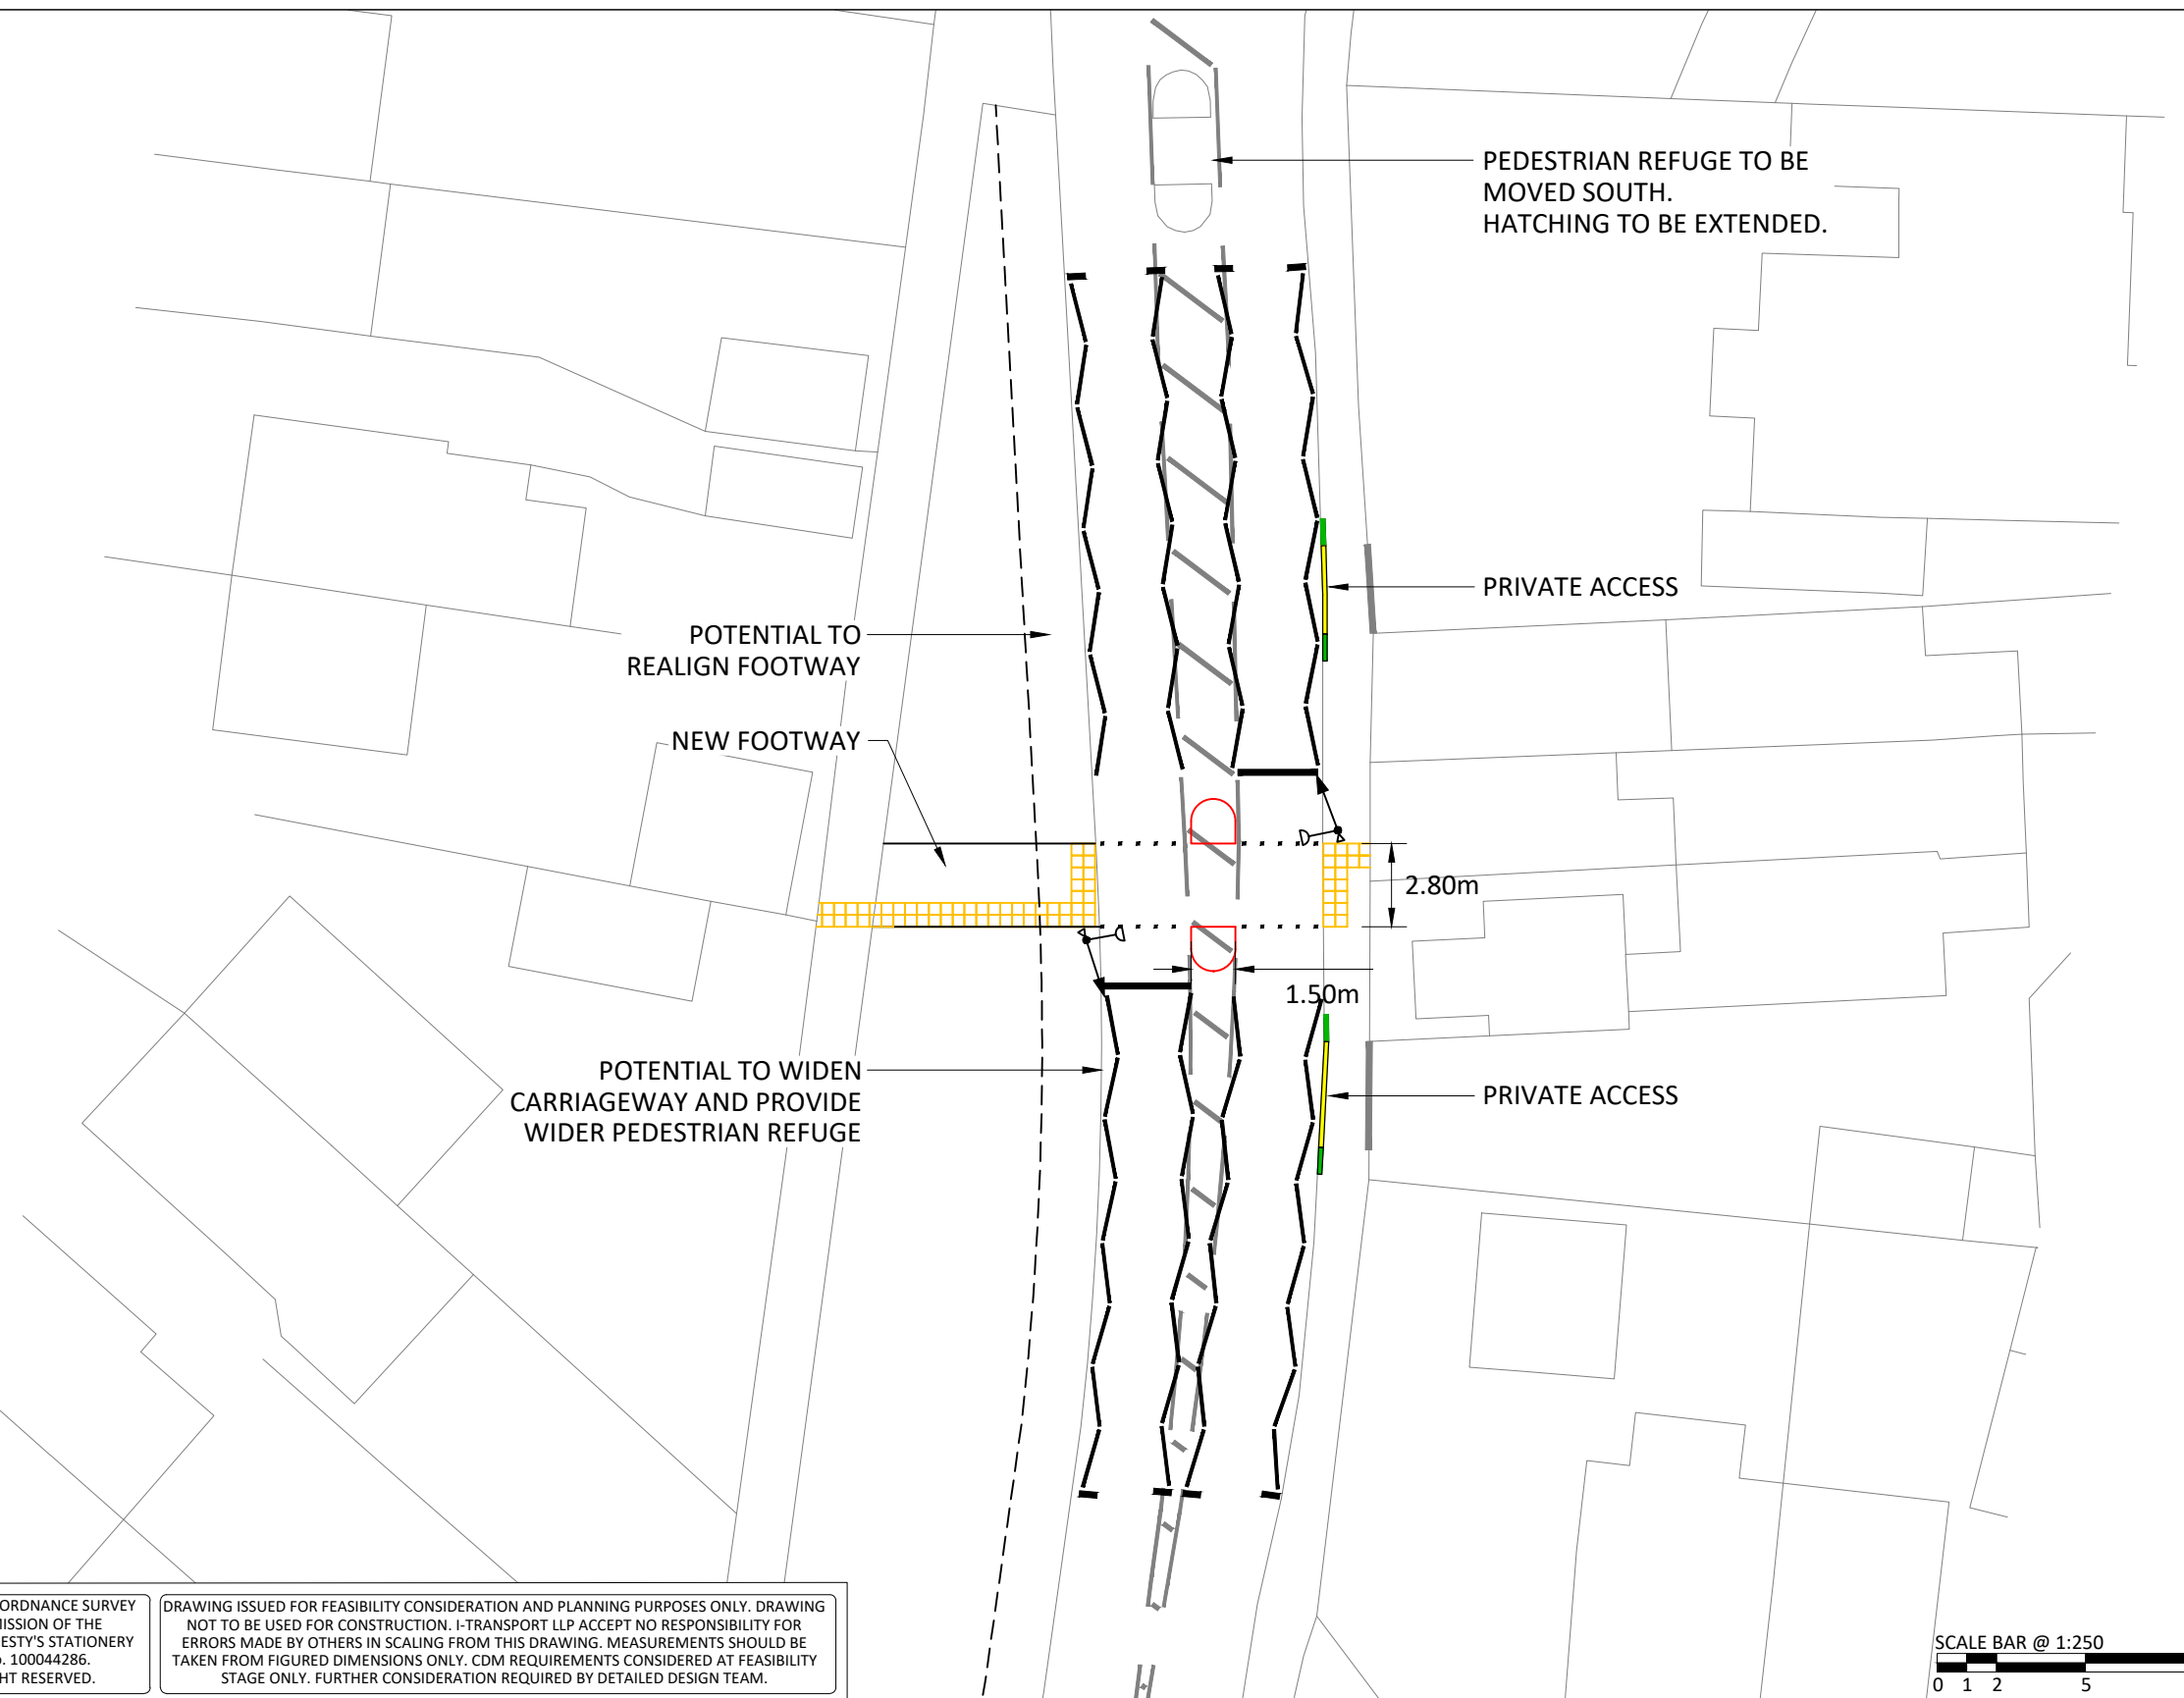 PEDESTRIAN REFUGE TO BE
MOVED SOUTH.
HATCHING TO BE EXTENDED.
PRIVATE ACCESS
POTENTIAL TO
REALIGN FOOTWAY
NEW FOOTWAY
2.80m
1.50m
POTENTIAL TO WIDEN
CARRIAGEWAY AND PROVIDE
WIDER PEDESTRIAN REFUGE
PRIVATE ACCESS
ORDNANCE SURVEY
OF THE
STATIONERY
100044286.
RESERVED.
DRAWING ISSUED FOR FEASIBILITY CONSIDERATION AND PLANNING PURPOSES ONLY. DRAWING
NOT TO BE USED FOR CONSTRUCTION. I-TRANSPORT LLP ACCEPT NO RESPONSIBILITY FOR
ERRORS MADE BY OTHERS IN SCALING FROM THIS DRAWING. MEASUREMENTS SHOULD BE
TAKEN FROM FIGURED DIMENSIONS ONLY. CDM REQUIREMENTS CONSIDERED AT FEASIBILITY
STAGE ONLY. FURTHER CONSIDERATION REQUIRED BY DETAILED DESIGN TEAM.
SCALE BAR @ 1:250
0 1 2 5